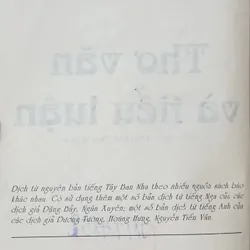 Thơ văn
và tiểu luận
Dịch từ nguyên bản tiếng Tây Ban Nha theo nhiều nguồn sách báo
khác nhau. Có sử dụng thêm một số bản dịch từ tiếng Nga của các
dịch giả Đăng Bẩy, Ngân Xuyên; một số bản dịch từ tiếng Anh của
các dịch giả Dương Tường, Hoàng Hưng, Nguyễn Tiến Văn.